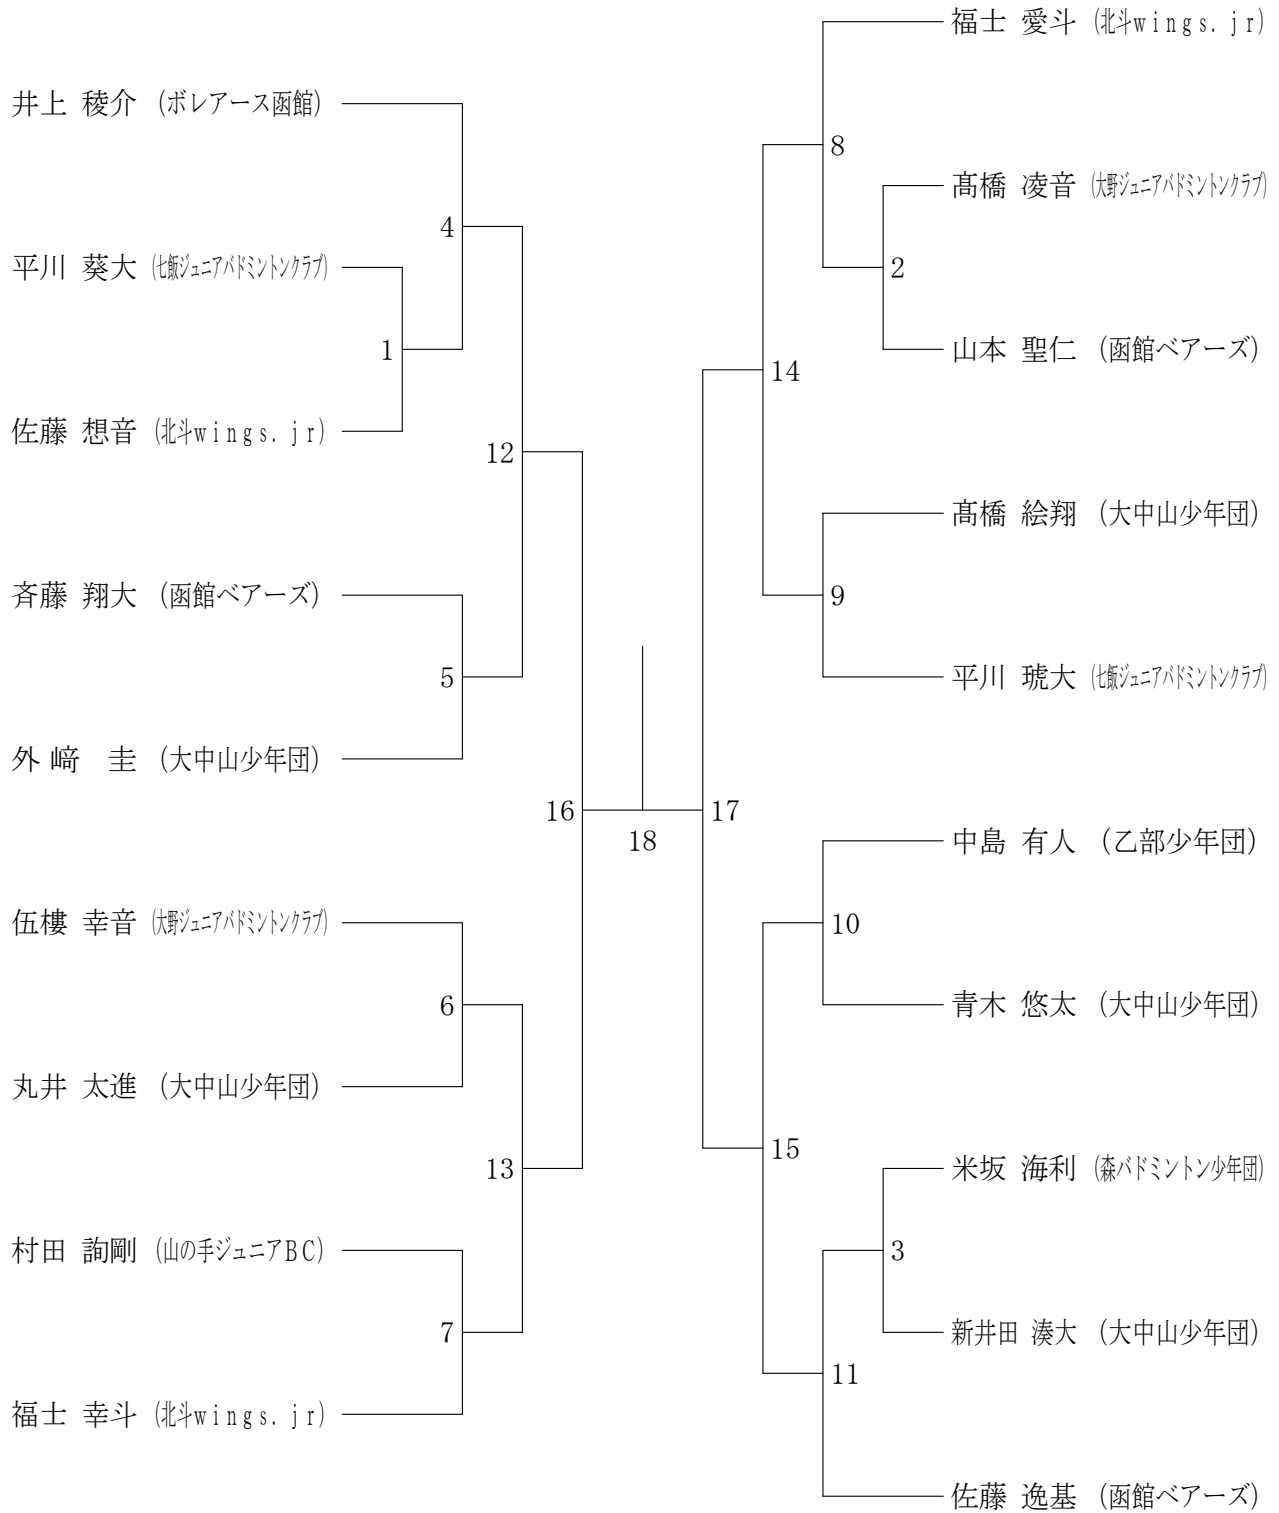 井上 稜介 (ボレアース函館)
4
平川 葵大 (七飯ジュニアバドミントンクラブ)
1
佐藤 想音 (北斗wings.jr)
12
斉藤 翔大 (函館ベアーズ)
5
外﨑 圭 (大中山少年団)
16
18
伍樓 幸音 (大野ジュニアバドミントンクラブ)
6
丸井 太進 (大中山少年団)
13
村田 詢剛 (山の手ジュニアBC)
7
福士 幸斗 (北斗wings.jr)
福士 愛斗 (北斗wings.jr)
8
髙橋 凌音 (大野ジュニアバドミントンクラブ)
2
山本 聖仁 (函館ベアーズ)
14
髙橋 絵翔 (大中山少年団)
9
平川 琥大 (七飯ジュニアバドミントンクラブ)
17
中島 有人 (乙部少年団)
10
青木 悠太 (大中山少年団)
15
米坂 海利 (森バドミントン少年団)
3
新井田 湊大 (大中山少年団)
11
佐藤 逸基 (函館ベアーズ)